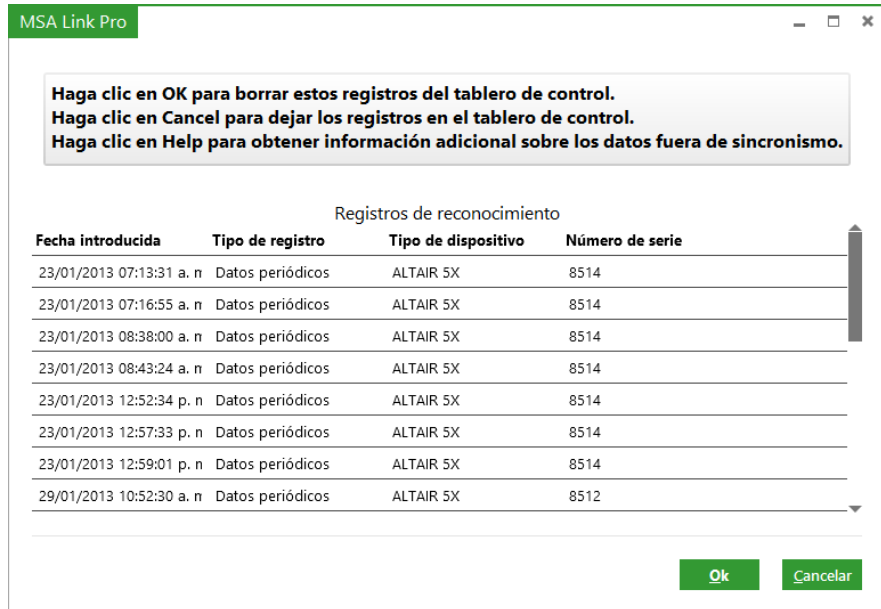 MSA Link Pro
Haga clic en OK para borrar estos registros del tablero de control.
Haga clic en Cancel para dejar los registros en el tablero de control.
Haga clic en Help para obtener información adicional sobre los datos fuera de sincronismo.
Registros de reconocimiento
Fecha introducida Tipo de registro Tipo de dispositivo Número de serie
23/01/2013 07:13:31 a. m Datos periódicos ALTAIR 5X 8514
23/01/2013 07:16:55 a. m Datos periódicos ALTAIR 5X 8514
23/01/2013 08:38:00 a. m Datos periódicos ALTAIR 5X 8514
23/01/2013 08:43:24 a. m Datos periódicos ALTAIR 5X 8514
23/01/2013 12:52:34 p. m Datos periódicos ALTAIR 5X 8514
23/01/2013 12:57:33 p. m Datos periódicos ALTAIR 5X 8514
23/01/2013 12:59:01 p. m Datos periódicos ALTAIR 5X 8514
29/01/2013 10:52:30 a. m Datos periódicos ALTAIR 5X 8512
Ok Cancelar